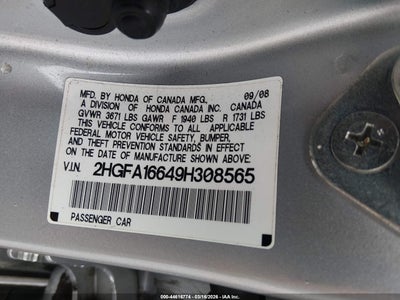 09/08
MFD. BY HONDA OF CANADA MFG.
A DIVISION OF HONDA CANADA INC. CANADA
GVWR 3671 LBS GAWR F 1940 LBS R 1731 LBS
THIS VEHICLE CONFORMS TO ALL APPLICABLE
FEDERAL MOTOR VEHICLE SAFETY, BUMPER,
AND THEFT PREVENTION STANDARDS IN EFFECT
ON THE DATE OF MANUFACTURE SHOWN ABOVE.
V.I.N. 2HGFA16649H308565
PASSENGER CAR
000-44618774 - 03/18/2026 - IAA Inc.